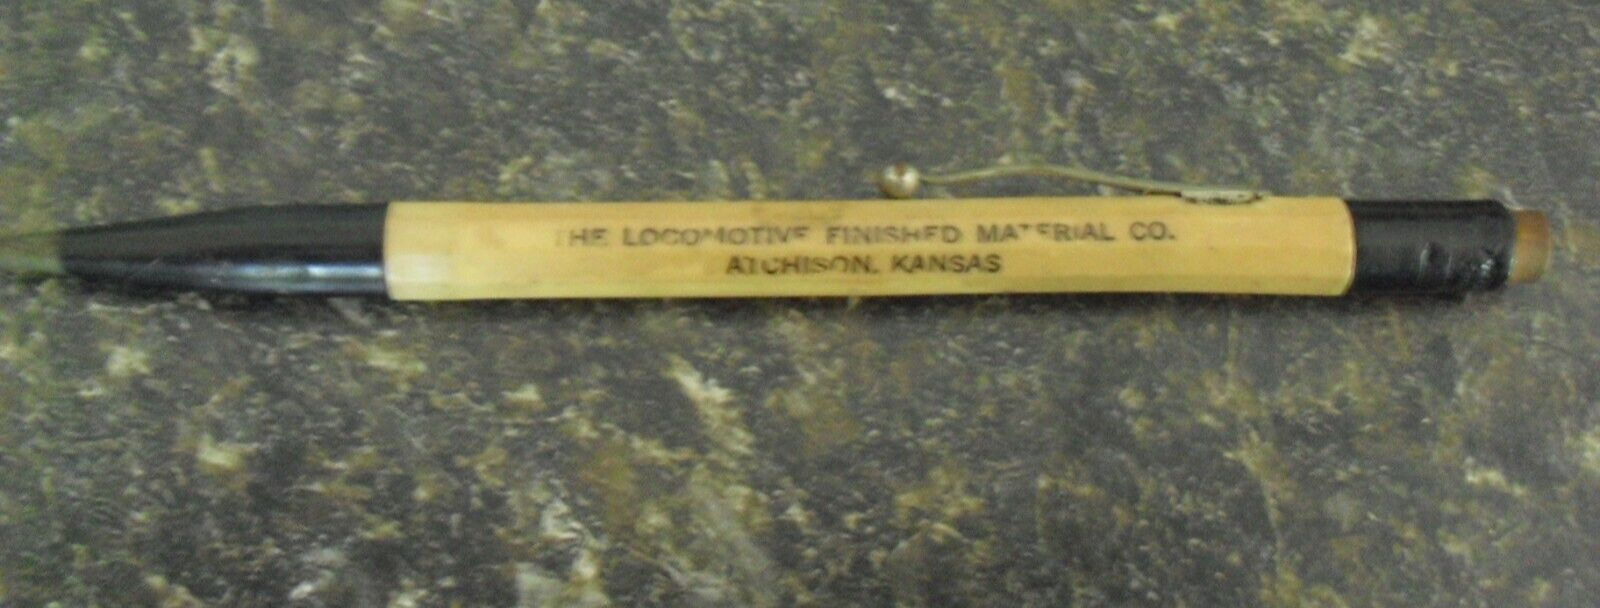 THE LOCOMOTIVE FINISHED MATERIAL CO.
ATCHISON, KANSAS